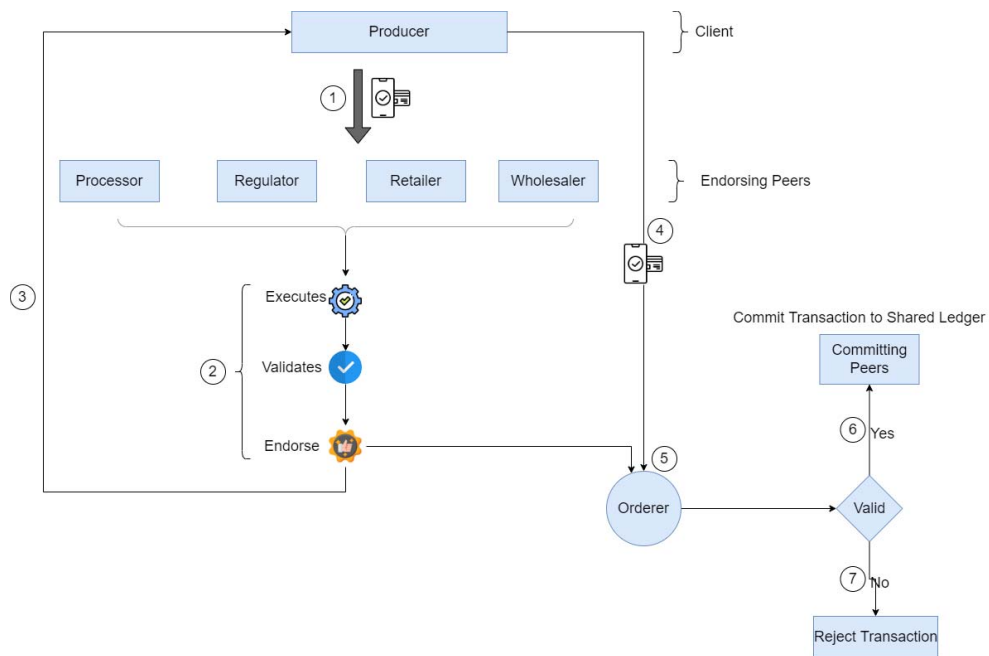 Producer
Client
1
Processor
Regulator
Retailer
Wholesaler
Endorsing Peers
4
3
Executes
2
Validates
Endorse
Commit Transaction to Shared Ledger
Committing
Peers
6
Yes
5
Orderer
Valid
7
No
Reject Transaction